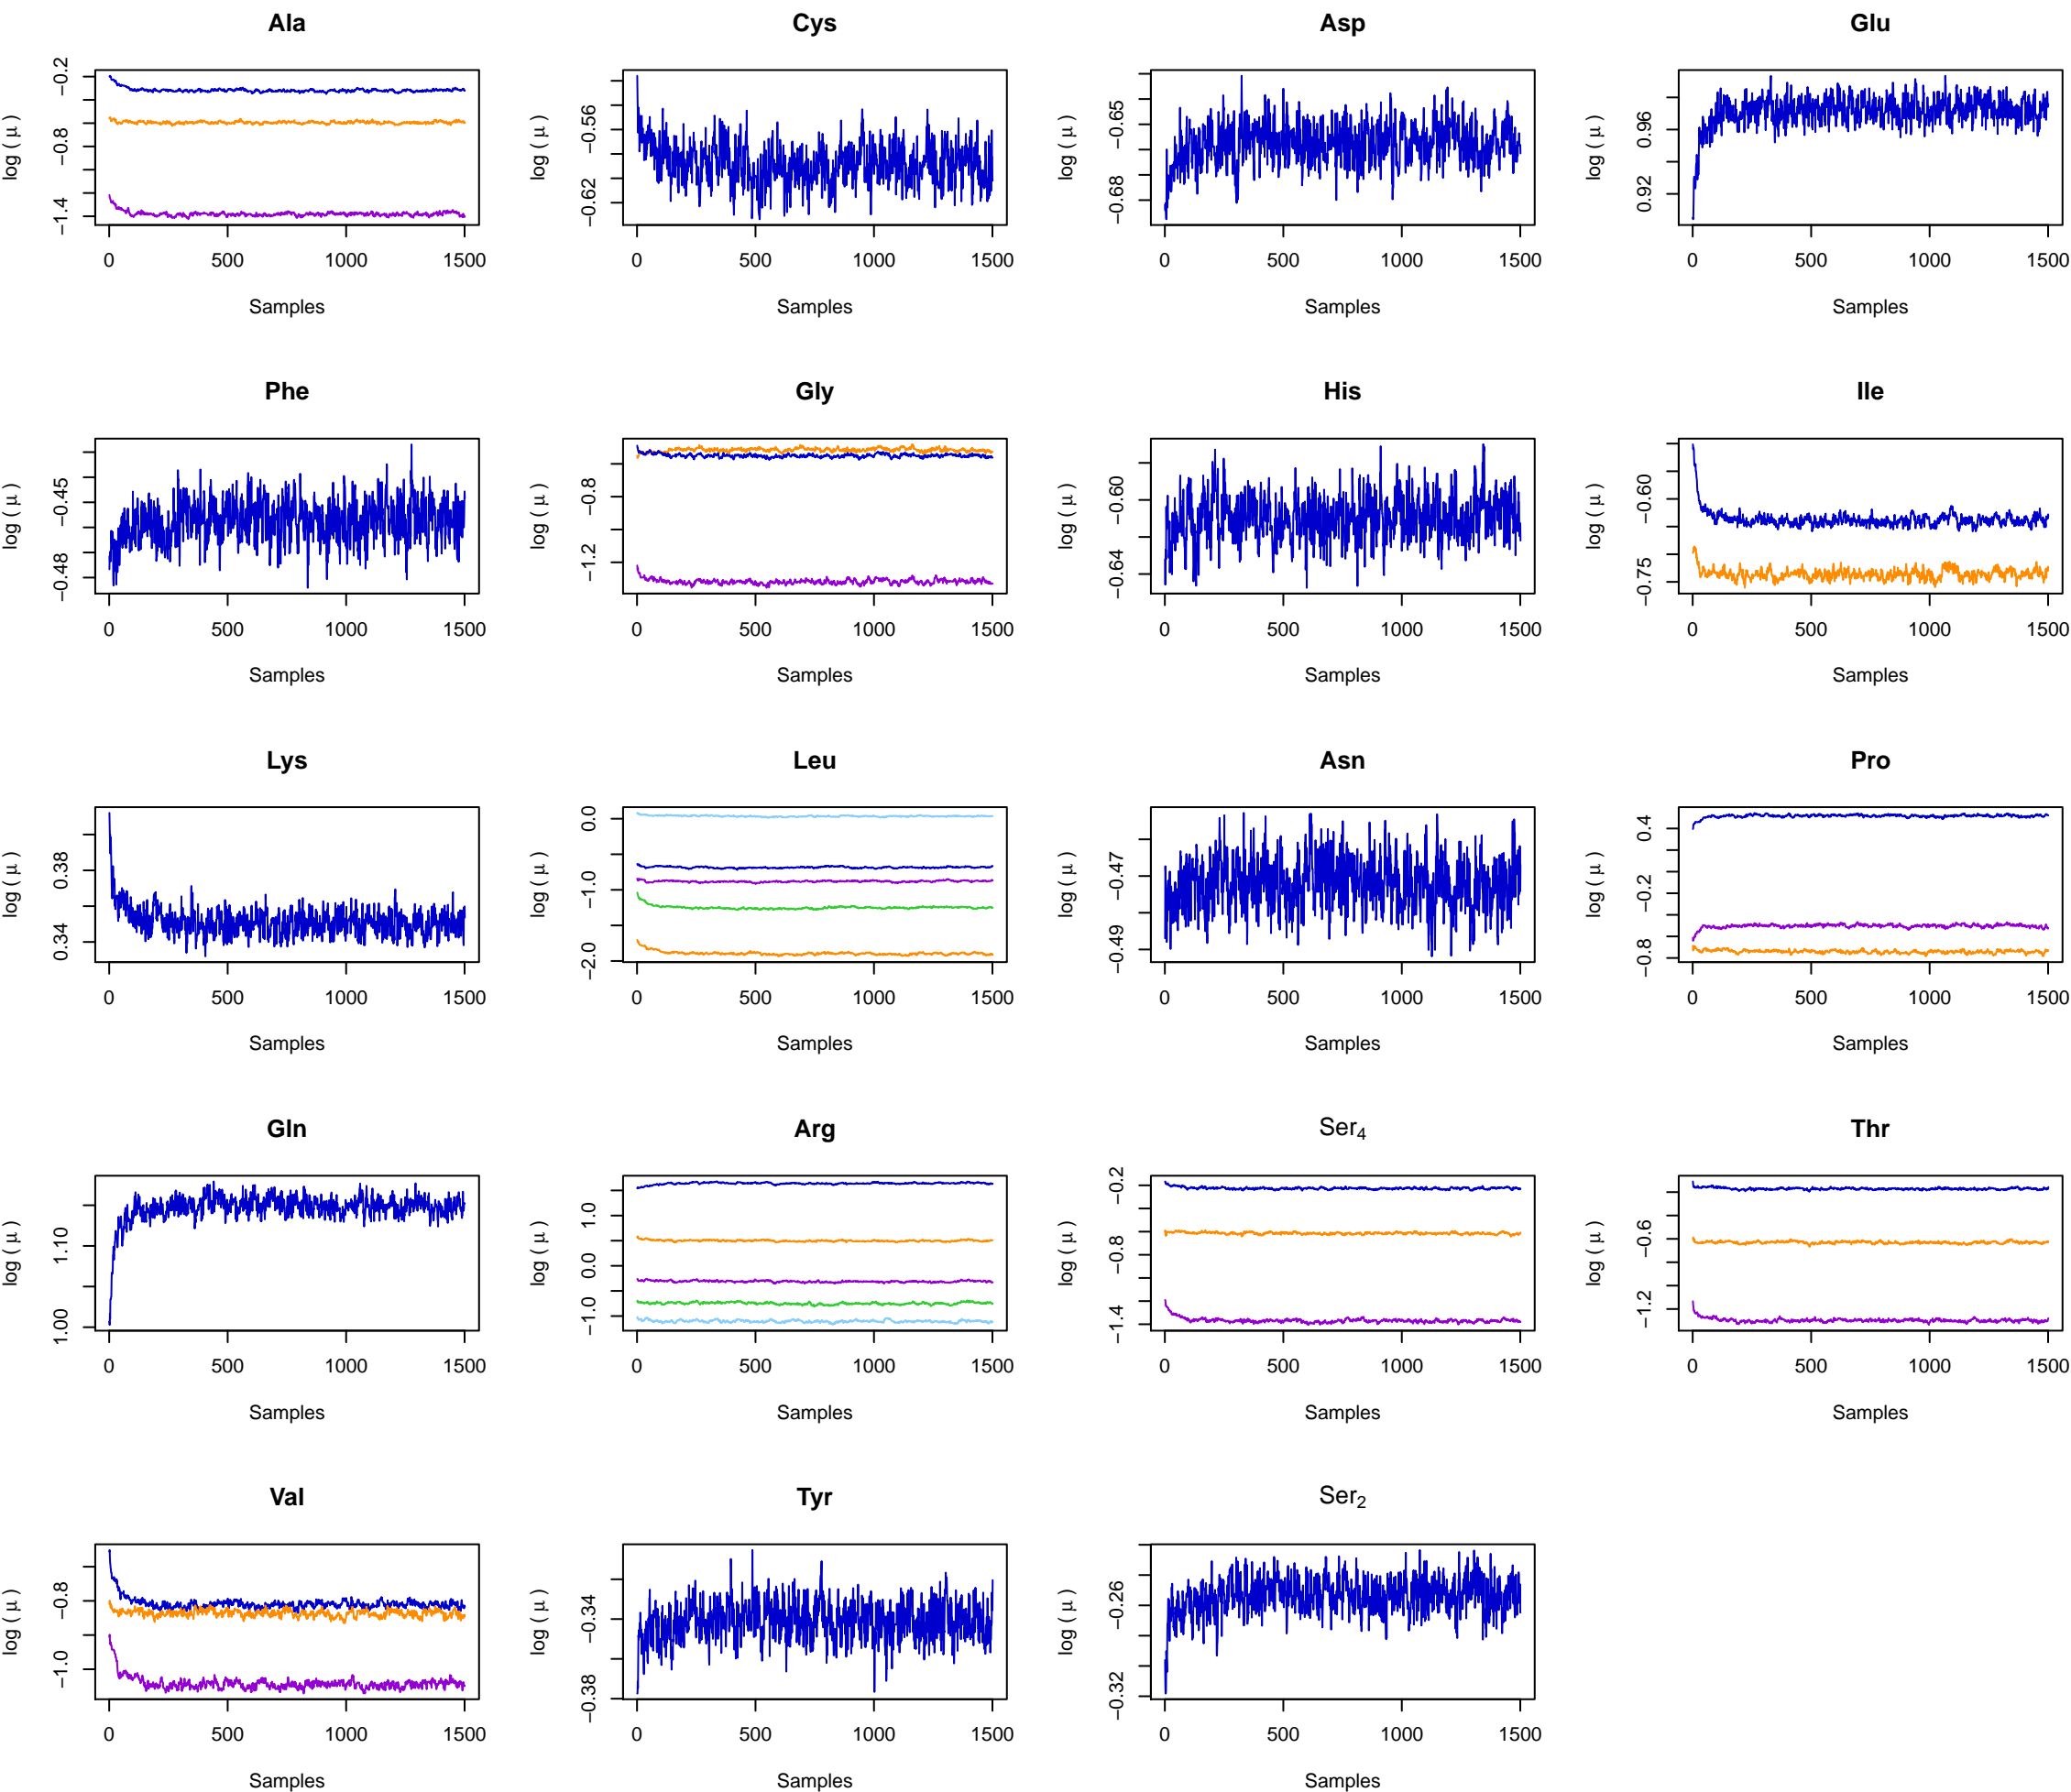 Ala
log ( μ )
−0.2
−0.8
−1.4
0 500 1000 1500
Samples
Cys
log ( μ )
−0.56
−0.62
0 500 1000 1500
Samples
Asp
log ( μ )
−0.65
−0.68
0 500 1000 1500
Samples
Glu
log ( μ )
0.96
0.92
0 500 1000 1500
Samples
Phe
log ( μ )
−0.45
−0.48
0 500 1000 1500
Samples
Gly
log ( μ )
−0.8
−1.2
0 500 1000 1500
Samples
His
log ( μ )
−0.60
−0.64
0 500 1000 1500
Samples
Ile
log ( μ )
−0.60
−0.75
0 500 1000 1500
Samples
Lys
log ( μ )
0.38
0.34
0 500 1000 1500
Samples
Leu
log ( μ )
0.0
−1.0
−2.0
0 500 1000 1500
Samples
Asn
log ( μ )
−0.47
−0.49
0 500 1000 1500
Samples
Pro
log ( μ )
0.4
−0.2
−0.8
0 500 1000 1500
Samples
Gln
log ( μ )
1.10
1.00
0 500 1000 1500
Samples
Arg
log ( μ )
1.0
0.0
−1.0
0 500 1000 1500
Samples
Ser₄
log ( μ )
−0.2
−0.8
−1.4
0 500 1000 1500
Samples
Thr
log ( μ )
−0.6
−1.2
0 500 1000 1500
Samples
Val
log ( μ )
−0.8
−1.0
0 500 1000 1500
Samples
Tyr
log ( μ )
−0.34
−0.38
0 500 1000 1500
Samples
Ser₂
log ( μ )
−0.26
−0.32
0 500 1000 1500
Samples